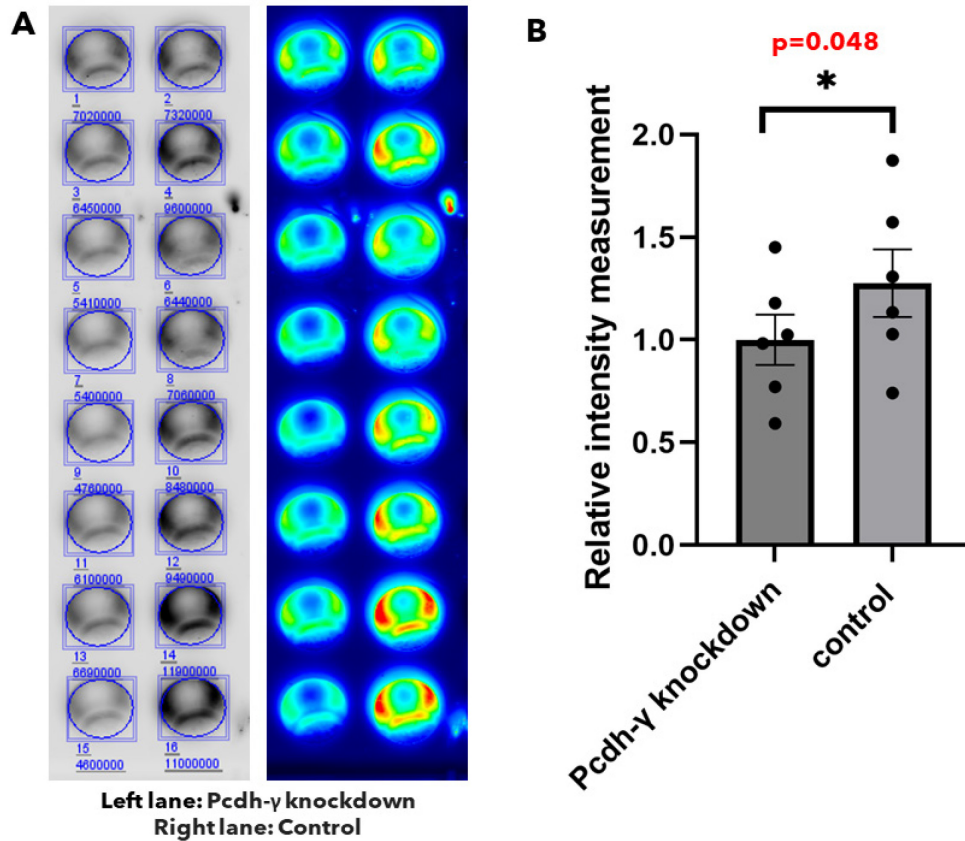 A
1 2
7020000 7320000
3 4
6450000 9600000
5 6
5410000 6440000
7 8
5400000 7060000
9 10
4760000 8480000
11 12
6100000 9490000
13 14
6690000 11900000
15 16
4600000 11000000
Left lane: Pcdh-γ knockdown
Right lane: Control
B
p=0.048
*
Relative intensity measurement
2.0
1.5
1.0
0.5
0.0
Pcdh-γ knockdown
control